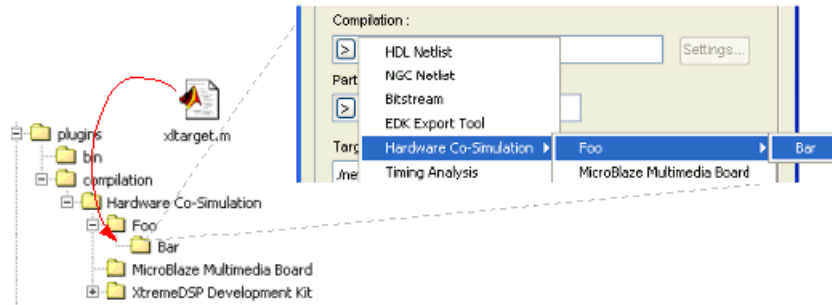 Compilation :
> Settings...
HDL Netlist
NGC Netlist
Part
Bitstream
>
EDK Export Tool
Targ
Hardware Co-Simulation Foo Bar
./net
Timing Analysis MicroBlaze Multimedia Board
xltarget.m
plugins
bin
compilation
Hardware Co-Simulation
Foo
Bar
MicroBlaze Multimedia Board
XtremeDSP Development Kit